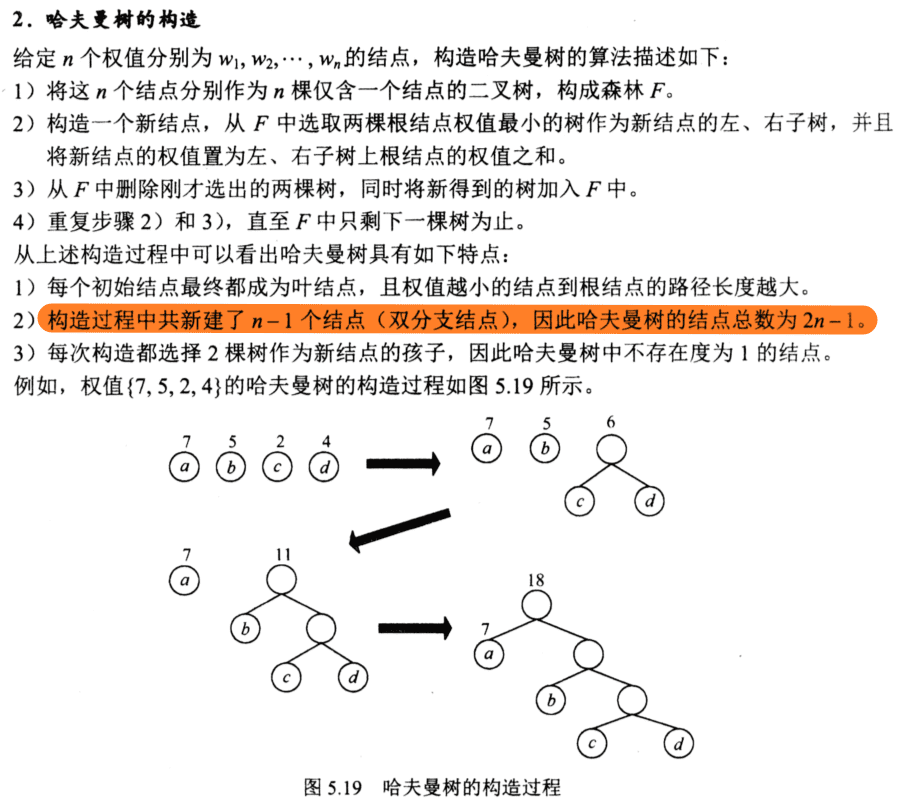 2．哈夫曼树的构造
给定 n 个权值分别为 w₁, w₂,⋯, wₙ的结点，构造哈夫曼树的算法描述如下：
1）将这 n 个结点分别作为 n 棵仅含一个结点的二叉树，构成森林 F。
2）构造一个新结点，从 F 中选取两棵根结点权值最小的树作为新结点的左、右子树，并且
将新结点的权值置为左、右子树上根结点的权值之和。
3）从 F 中删除刚才选出的两棵树，同时将新得到的树加入 F 中。
4）重复步骤 2）和 3），直至 F 中只剩下一棵树为止。
从上述构造过程中可以看出哈夫曼树具有如下特点：
1）每个初始结点最终都成为叶结点，且权值越小的结点到根结点的路径长度越大。
2）构造过程中共新建了 n−1 个结点（双分支结点），因此哈夫曼树的结点总数为 2n−1。
3）每次构造都选择 2 棵树作为新结点的孩子，因此哈夫曼树中不存在度为 1 的结点。
例如，权值{7, 5, 2, 4}的哈夫曼树的构造过程如图 5.19 所示。
7 5 2 4
a b c d
7 5 6
a b
c d
7 11
a
b
c d
18
7
a
b
c d
图 5.19 哈夫曼树的构造过程